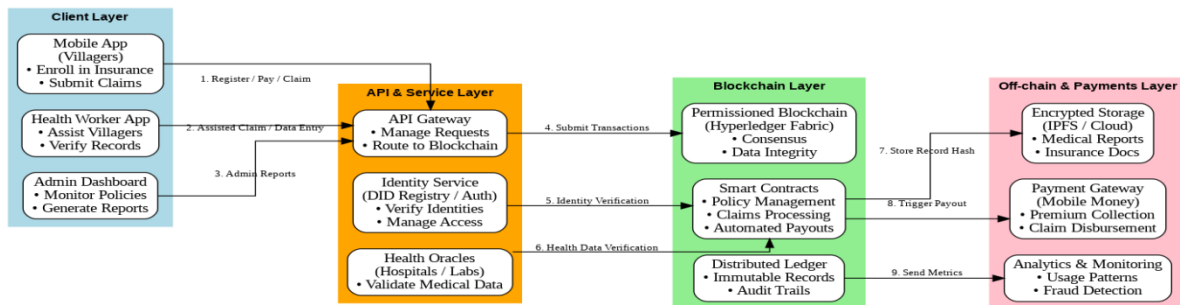 Client Layer
Mobile App
(Villagers)
• Enroll in Insurance
• Submit Claims
Health Worker App
• Assist Villagers
• Verify Records
Admin Dashboard
• Monitor Policies
• Generate Reports
1. Register / Pay / Claim
2. Assisted Claim / Data Entry
3. Admin Reports
API & Service Layer
API Gateway
• Manage Requests
• Route to Blockchain
Identity Service
(DID Registry / Auth)
• Verify Identities
• Manage Access
Health Oracles
(Hospitals / Labs)
• Validate Medical Data
4. Submit Transactions
5. Identity Verification
6. Health Data Verification
Blockchain Layer
Permissioned Blockchain
(Hyperledger Fabric)
• Consensus
• Data Integrity
Smart Contracts
• Policy Management
• Claims Processing
• Automated Payouts
Distributed Ledger
• Immutable Records
• Audit Trails
7. Store Record Hash
8. Trigger Payout
9. Send Metrics
Off-chain & Payments Layer
Encrypted Storage
(IPFS / Cloud)
• Medical Reports
• Insurance Docs
Payment Gateway
(Mobile Money)
• Premium Collection
• Claim Disbursement
Analytics & Monitoring
• Usage Patterns
• Fraud Detection